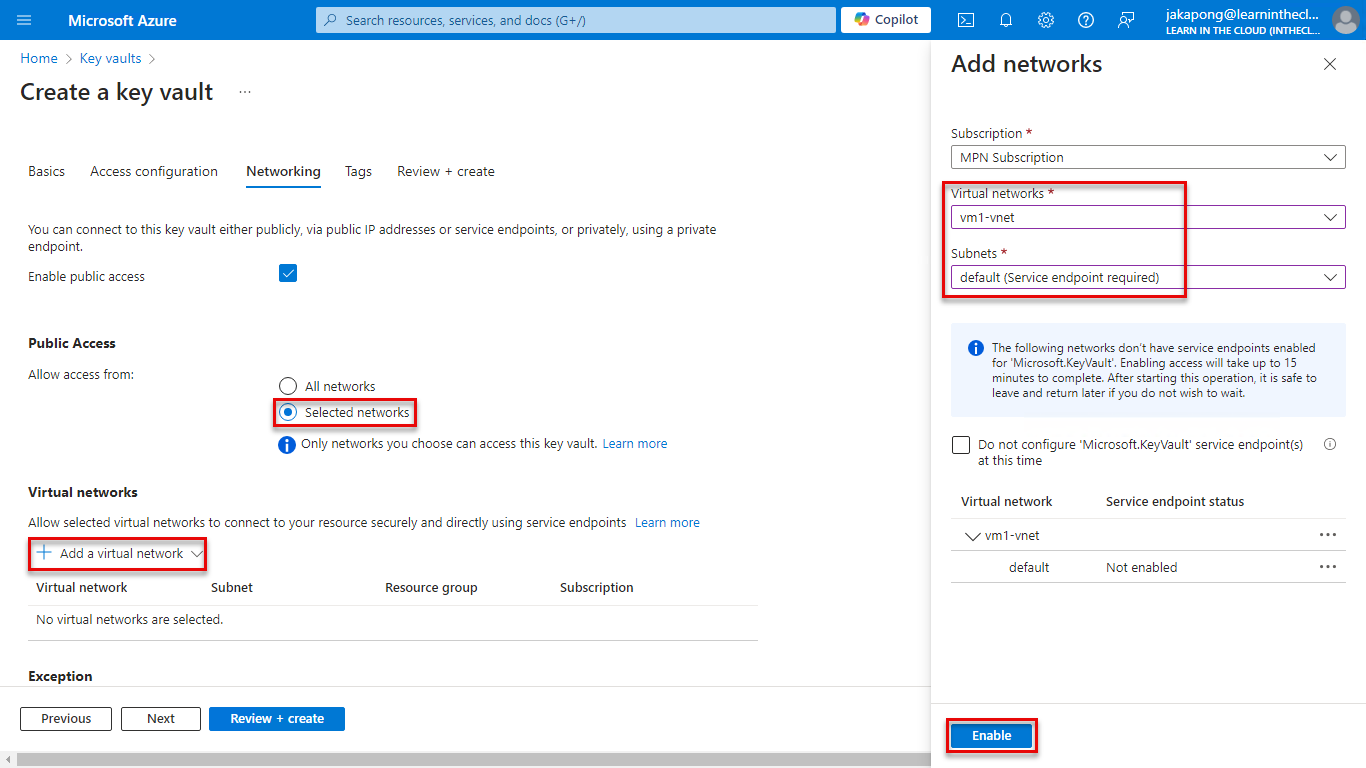 Microsoft Azure
Search resources, services, and docs (G+/)
Copilot
jakapong@learninthecl...
LEARN IN THE CLOUD (INTHECL...
Home > Key vaults >
Create a key vault ...
Basics Access configuration Networking Tags Review + create
You can connect to this key vault either publicly, via public IP addresses or service endpoints, or privately, using a private
endpoint.
Enable public access
Public Access
Allow access from:
All networks
Selected networks
Only networks you choose can access this key vault. Learn more
Virtual networks
Allow selected virtual networks to connect to your resource securely and directly using service endpoints Learn more
+ Add a virtual network
Virtual network Subnet Resource group Subscription
No virtual networks are selected.
Exception
Previous Next Review + create
Add networks
Subscription *
MPN Subscription
Virtual networks *
vm1-vnet
Subnets *
default (Service endpoint required)
The following networks don't have service endpoints enabled
for 'Microsoft.KeyVault'. Enabling access will take up to 15
minutes to complete. After starting this operation, it is safe to
leave and return later if you do not wish to wait.
Do not configure 'Microsoft.KeyVault' service endpoint(s)
at this time
Virtual network Service endpoint status
vm1-vnet ...
default Not enabled ...
Enable